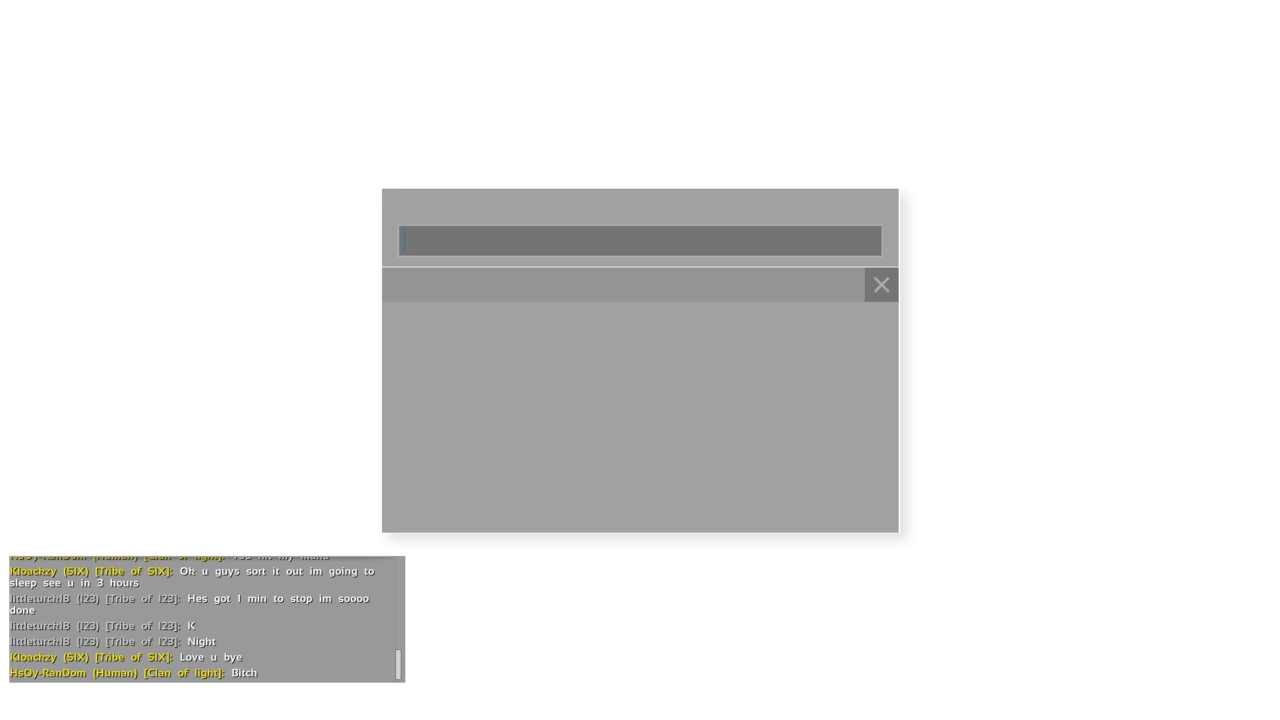 Kloackzy (SIX) [Tribe of SIX]: Ok u guys sort it out im going to
sleep see u in 3 hours
littleturck18 (123) [Tribe of 123]: Hes got 1 min to stop im soooo
done
littleturck18 (123) [Tribe of 123]: K
littleturck18 (123) [Tribe of 123]: Night
Kloackzy (SIX) [Tribe of SIX]: Love u bye
HsOy-RanDom (Human) [Clan of light]: Bitch